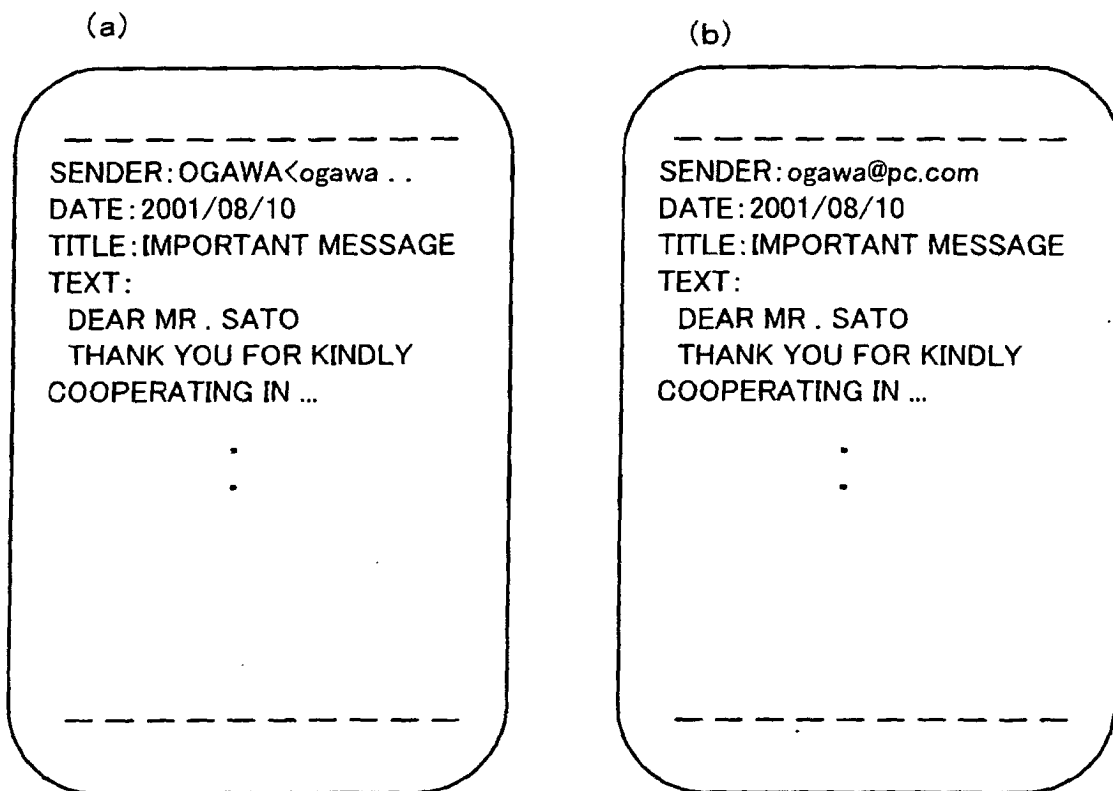 (a)
SENDER:OGAWA<ogawa . .
DATE:2001/08/10
TITLE:IMPORTANT MESSAGE
TEXT:
DEAR MR . SATO
THANK YOU FOR KINDLY
COOPERATING IN ...
(b)
SENDER:ogawa@pc.com
DATE:2001/08/10
TITLE:IMPORTANT MESSAGE
TEXT:
DEAR MR . SATO
THANK YOU FOR KINDLY
COOPERATING IN ...